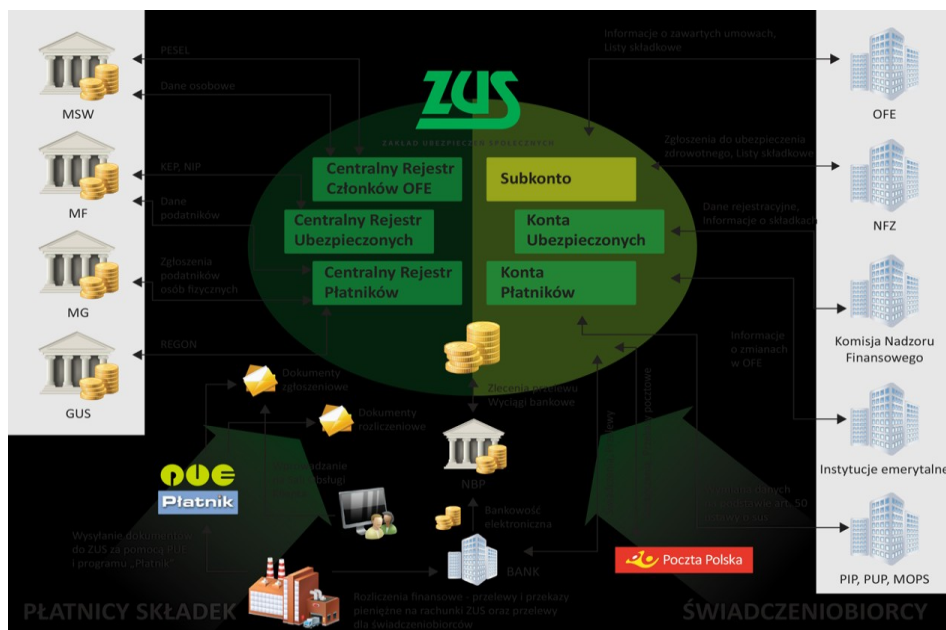 PESEL
Dane osobowe
MSW
KEP, NIP
MF
Dane
podatników
Zgłoszenia
podatników
osób fizycznych
MG
REGON
GUS
ZUS
ZAKŁAD UBEZPIECZEŃ SPOŁECZNYCH
Centralny Rejestr
Członków OFE
Centralny Rejestr
Ubezpieczonych
Centralny Rejestr
Płatników
Subkonto
Konta
Ubezpieczonych
Konta
Płatników
Informacje o zawartych umowach,
Listy składkowe
OFE
Zgłoszenia do ubezpieczenia
zdrowotnego, Listy składkowe
NFZ
Dane rejestracyjne,
Informacje o składkach
Komisja Nadzoru
Finansowego
Informacje
o zmianach
w OFE
Instytucje emerytalne
PIP, PUP, MOPS
Dokumenty
zgłoszeniowe
Dokumenty
rozliczeniowe
Zlecenia przelewu
Wyciągi bankowe
NBP
Bankowość
elektroniczna
BANK
pocztowe
art. 50
PUE
Płatnik
Wysyłanie dokumentów
do ZUS za pomocą PUE
i programu „Płatnik”
Poczta Polska
Rozliczenia finansowe - przelewy i przekazy
pieniężne na rachunki ZUS oraz przelewy
dla świadczeniobiorców
PŁATNICY SKŁADEK
ŚWIADCZENIOBIORCY